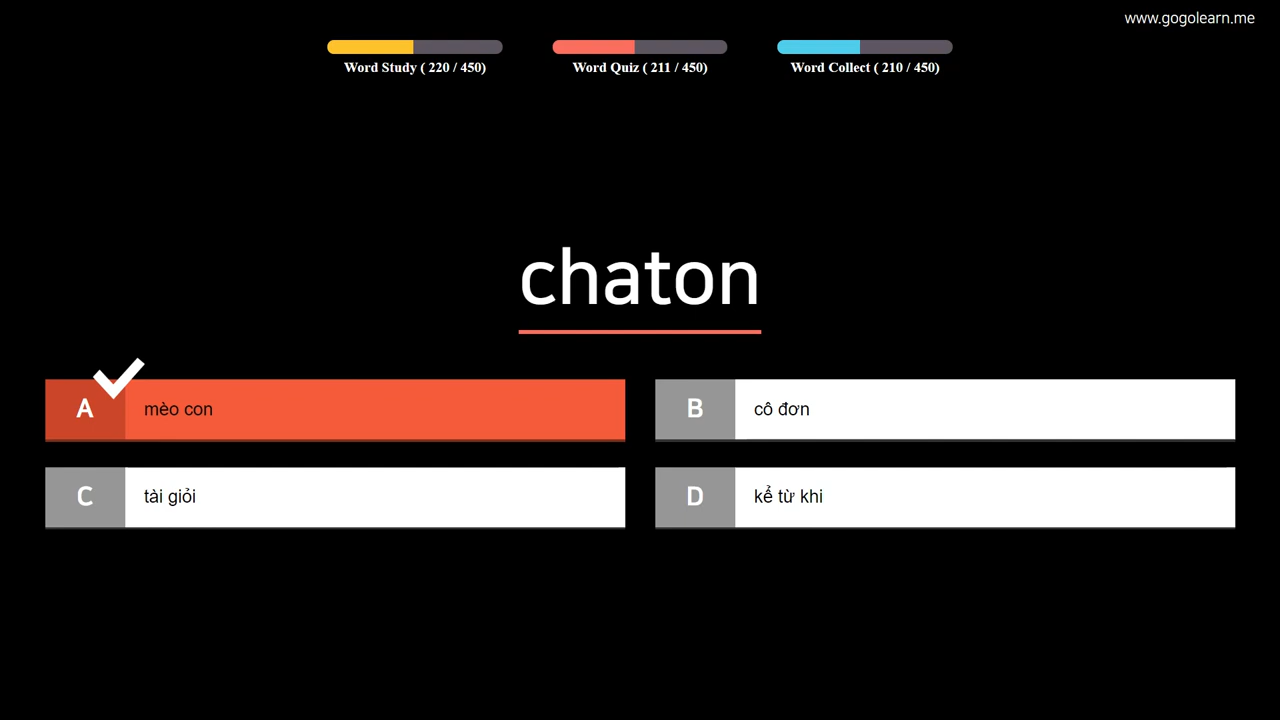 www.gogolearn.me
Word Study ( 220 / 450)
Word Quiz ( 211 / 450)
Word Collect ( 210 / 450)
chaton
A mèo con
B cô đơn
C tài giỏi
D kể từ khi